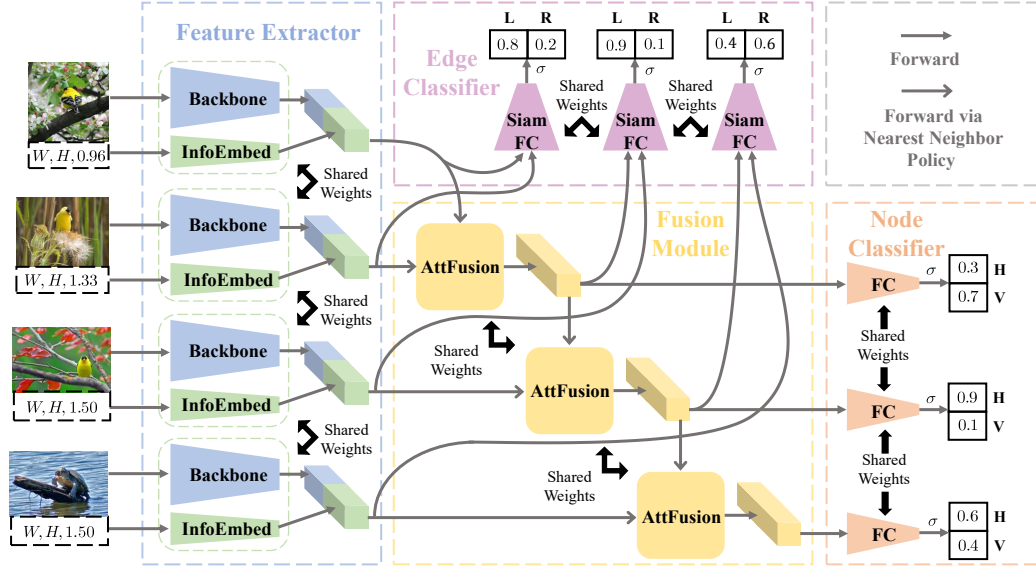 Feature Extractor
Edge
Classifier
L R
0.8 0.2
σ
L R
0.9 0.1
σ
L R
0.4 0.6
σ
Shared
Weights
Shared
Weights
Siam
FC
Siam
FC
Siam
FC
Forward
Forward via
Nearest Neighbor
Policy
Backbone
InfoEmbed
W, H, 0.96
Shared
Weights
Backbone
InfoEmbed
W, H, 1.33
Shared
Weights
Backbone
InfoEmbed
W, H, 1.50
Shared
Weights
Backbone
InfoEmbed
W, H, 1.50
Fusion
Module
AttFusion
Shared
Weights
AttFusion
Shared
Weights
AttFusion
Node
Classifier
FC
σ
0.3 H
0.7 V
Shared
Weights
FC
σ
0.9 H
0.1 V
Shared
Weights
FC
σ
0.6 H
0.4 V